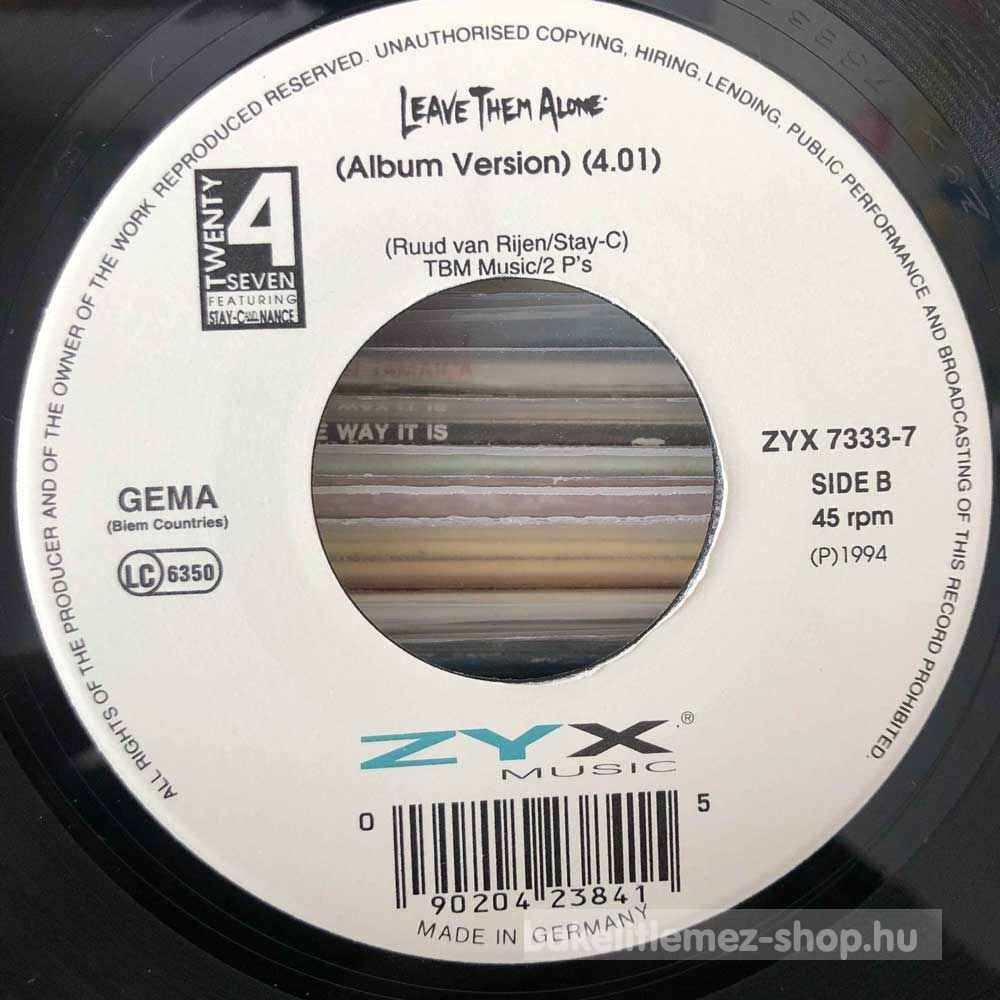 ALL RIGHTS OF THE PRODUCER AND OF THE OWNER OF THE WORK REPRODUCED RESERVED. UNAUTHORISED COPYING, HIRING, LENDING, PUBLIC PERFORMANCE AND BROADCASTING OF THIS RECORD PROHIBITED.
LEAVE THEM ALONE
(Album Version) (4.01)
TWENTY
4
SEVEN
FEATURING
STAY-C AND NANCE
(Ruud van Rijen/Stay-C)
TBM Music/2 P's
E WAY IT IS
ZYX 7333-7
SIDE B
45 rpm
(P)1994
GEMA
(Biem Countries)
LC 6350
ZYX ®
MUSIC
0 90204 23841 5
MADE IN GERMANY
bakelitlemez-shop.hu